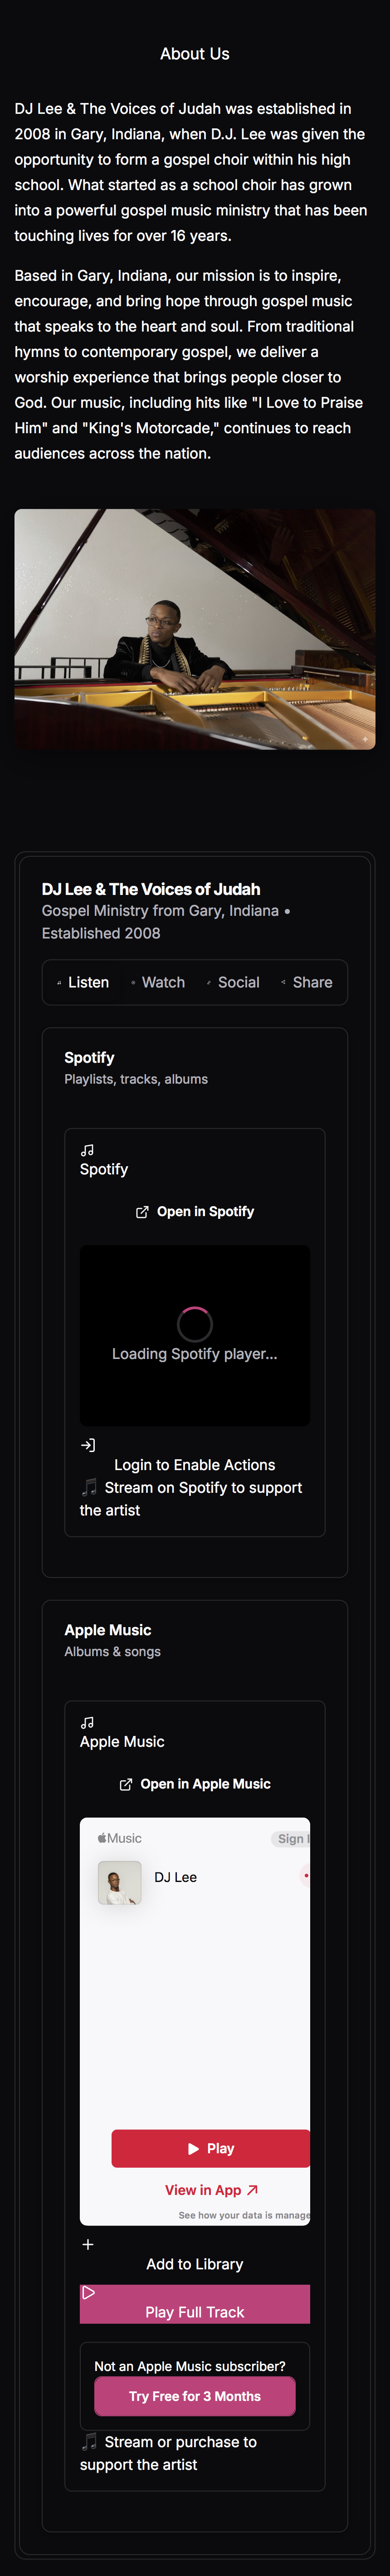 About Us
DJ Lee & The Voices of Judah was established in
2008 in Gary, Indiana, when D.J. Lee was given the
opportunity to form a gospel choir within his high
school. What started as a school choir has grown
into a powerful gospel music ministry that has been
touching lives for over 16 years.
Based in Gary, Indiana, our mission is to inspire,
encourage, and bring hope through gospel music
that speaks to the heart and soul. From traditional
hymns to contemporary gospel, we deliver a
worship experience that brings people closer to
God. Our music, including hits like "I Love to Praise
Him" and "King's Motorcade," continues to reach
audiences across the nation.
DJ Lee & The Voices of Judah
Gospel Ministry from Gary, Indiana •
Established 2008
Listen Watch Social Share
Spotify
Playlists, tracks, albums
Spotify
Open in Spotify
Loading Spotify player...
Login to Enable Actions
🎵 Stream on Spotify to support
the artist
Apple Music
Albums & songs
Apple Music
Open in Apple Music
Music Sign I
DJ Lee
Play
View in App
See how your data is manage
Add to Library
Play Full Track
Not an Apple Music subscriber?
Try Free for 3 Months
🎵 Stream or purchase to
support the artist